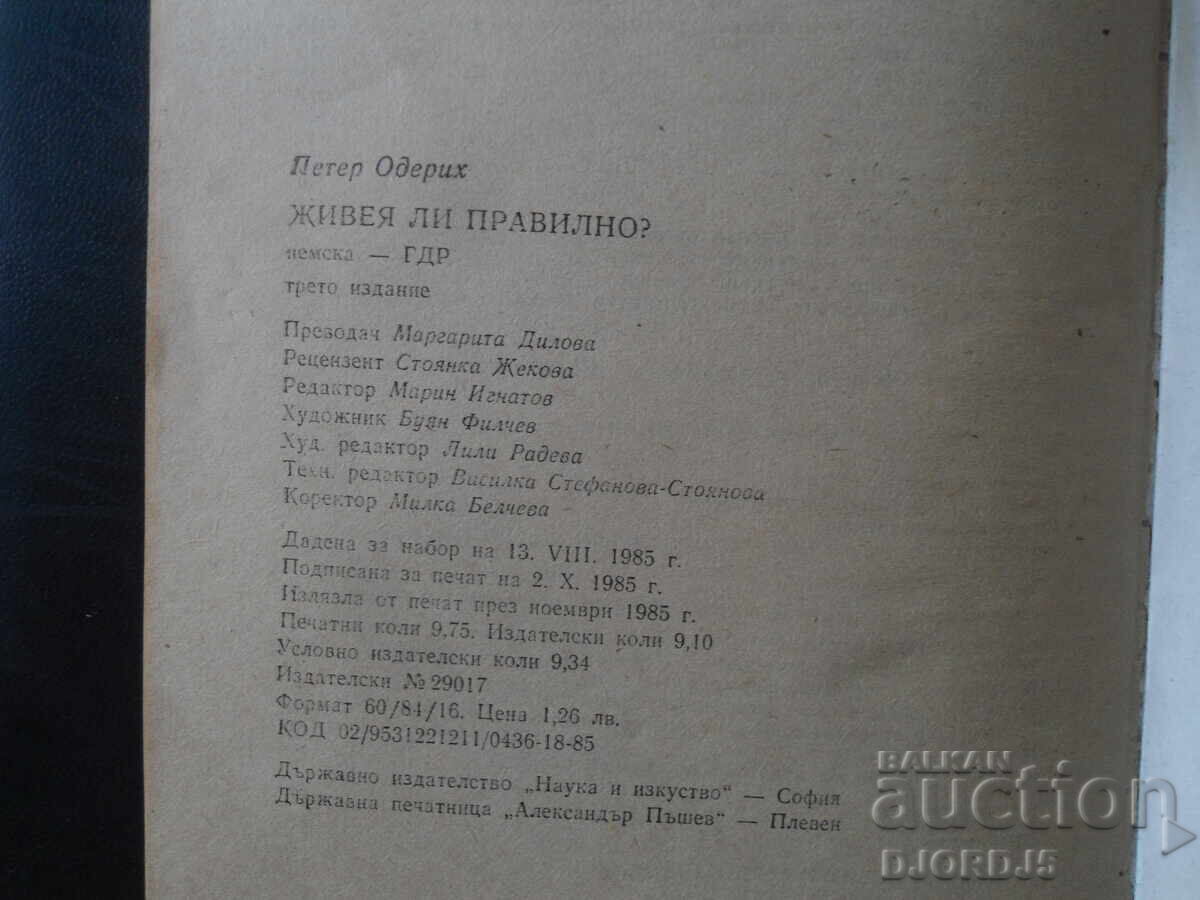 Петер Одерих
ЖИВЕЯ ЛИ ПРАВИЛНО?
немска — ГДР
трето издание
Преводач Маргарита Дилова
Рецензент Стоянка Жекова
Редактор Марин Игнатов
Художник Буян Филчев
Худ. редактор Лили Радева
Техн. редактор Василка Стефанова-Стоянова
Коректор Милка Белчева
Дадена за набор на 13. VIII. 1985 г.
Подписана за печат на 2. X. 1985 г.
Излязла от печат през ноември 1985 г.
Печатни коли 9,75. Издателски коли 9,10
Условно издателски коли 9,34
Издателски № 29017
Формат 60/84/16. Цена 1,26 лв.
КОД 02/9531221211/0436-18-85
Държавно издателство „Наука и изкуство“ — София
Държавна печатница „Александър Пъшев“ — Плевен
BALKAN
auction
DJORDJ5